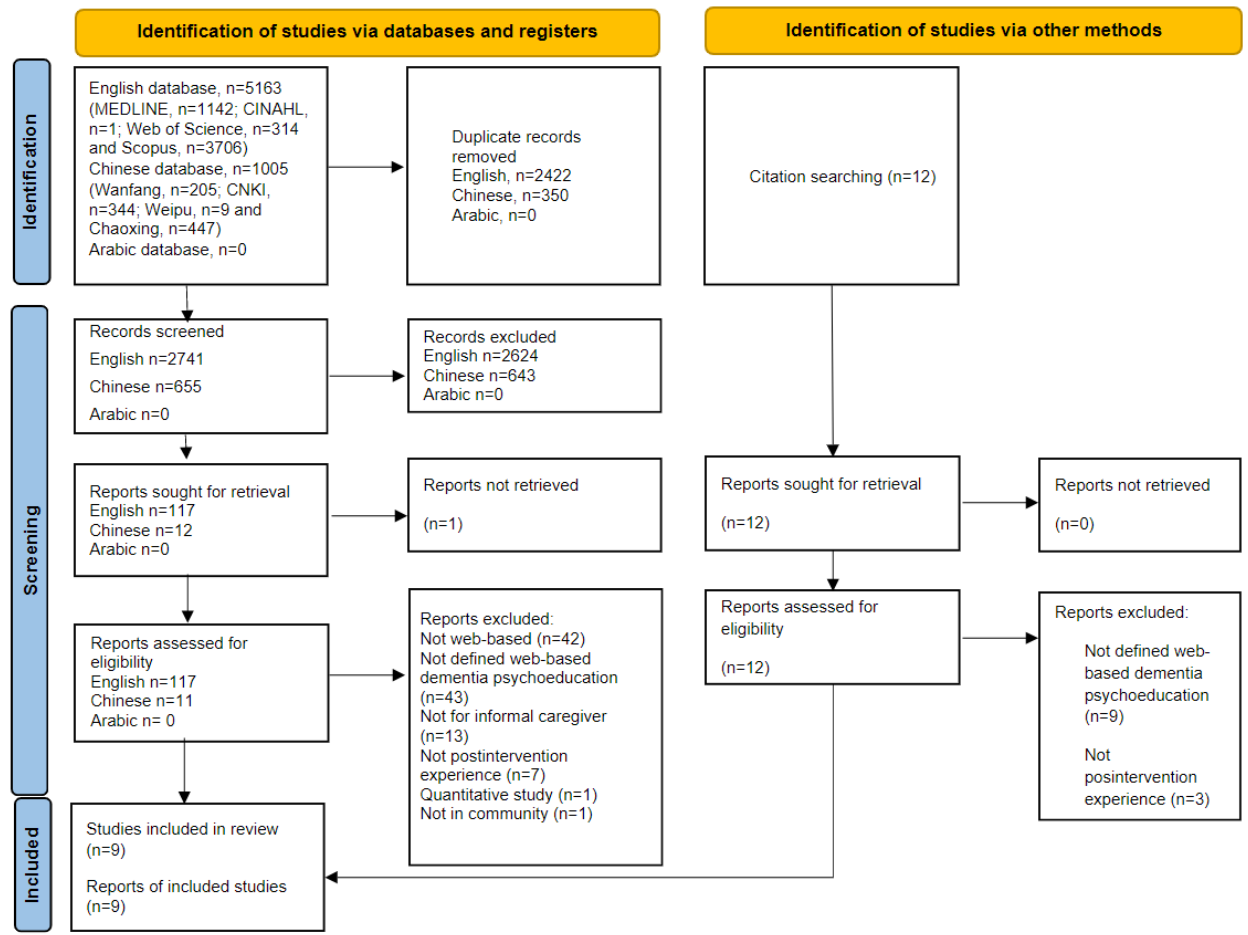 Identification of studies via databases and registers
Identification of studies via other methods
Identification
English database, n=5163
(MEDLINE, n=1142; CINAHL,
n=1; Web of Science, n=314
and Scopus, n=3706)
Chinese database, n=1005
(Wanfang, n=205; CNKI,
n=344; Weipu, n=9 and
Chaoxing, n=447)
Arabic database, n=0
Duplicate records
removed
English, n=2422
Chinese, n=350
Arabic, n=0
Citation searching (n=12)
Screening
Records screened
English n=2741
Chinese n=655
Arabic n=0
Records excluded
English n=2624
Chinese n=643
Arabic n=0
Reports sought for retrieval
English n=117
Chinese n=12
Arabic n=0
Reports not retrieved
(n=1)
Reports sought for retrieval
(n=12)
Reports not retrieved
(n=0)
Reports assessed for
eligibility
English n=117
Chinese n=11
Arabic n= 0
Reports excluded:
Not web-based (n=42)
Not defined web-based
dementia psychoeducation
(n=43)
Not for informal caregiver
(n=13)
Not postintervention
experience (n=7)
Quantitative study (n=1)
Not in community (n=1)
Reports assessed for
eligibility
(n=12)
Reports excluded:
Not defined web-
based dementia
psychoeducation
(n=9)
Not
posintervention
experience (n=3)
Included
Studies included in review
(n=9)
Reports of included studies
(n=9)